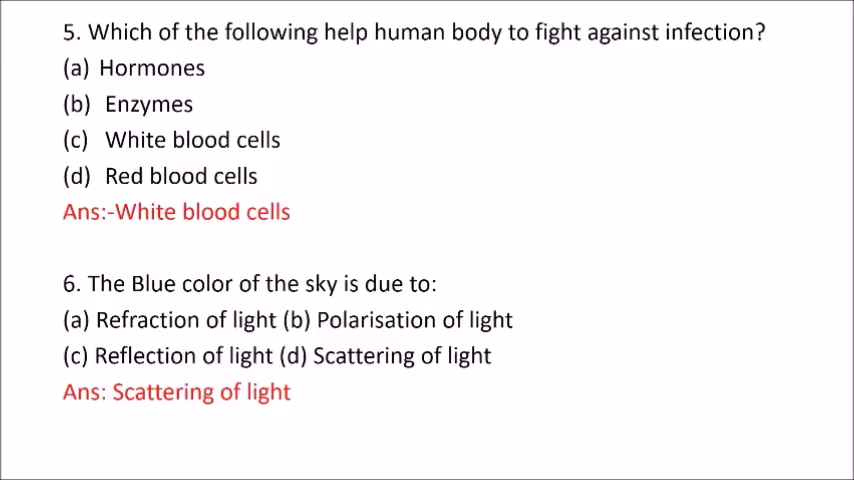 5. Which of the following help human body to fight against infection?
(a) Hormones
(b) Enzymes
(c) White blood cells
(d) Red blood cells
Ans:-White blood cells
6. The Blue color of the sky is due to:
(a) Refraction of light (b) Polarisation of light
(c) Reflection of light (d) Scattering of light
Ans: Scattering of light